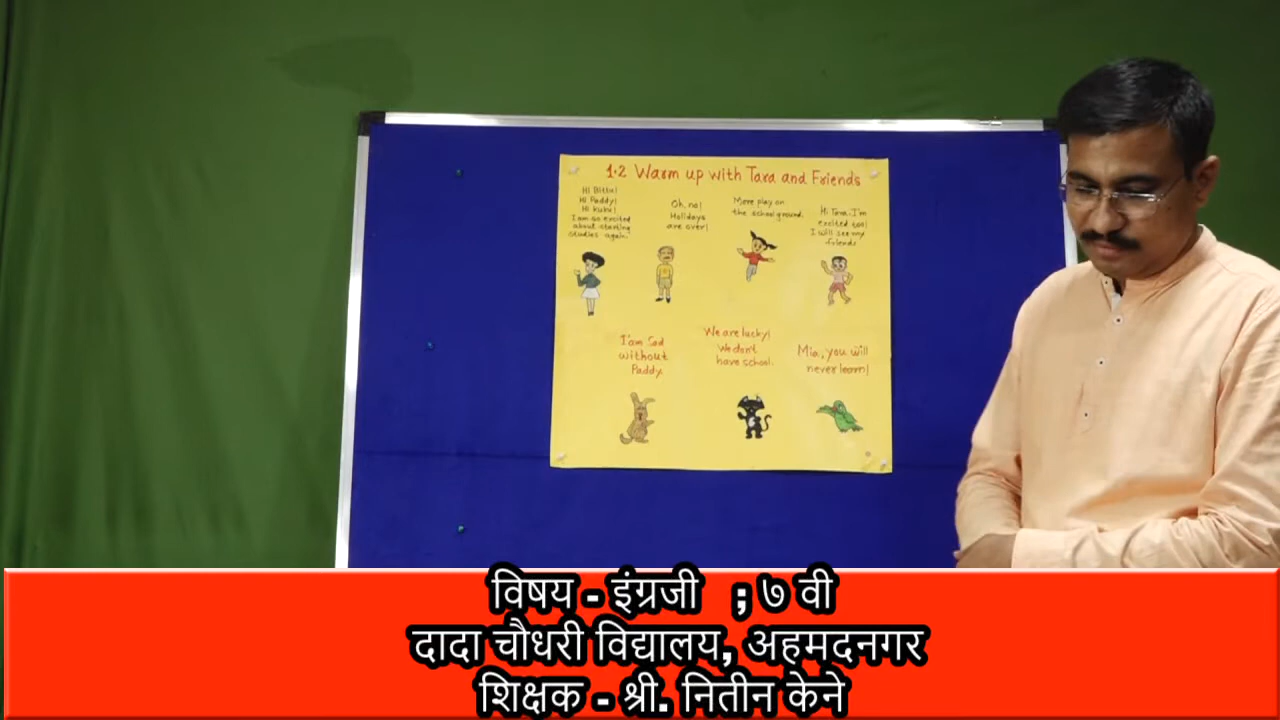 1.2 Warm up with Tara and Friends
Hi Bittu!
Hi Paddy!
Hi Kuhu!
I am so excited
about starting
studies again.
Oh, no!
Holidays
are over!
More play on
the school ground.
Hi Tara. I'm
excited too!
I will see my
friends
I'am Sad
without
Paddy.
We are lucky!
We don't
have school.
Mia, you will
never learn!
विषय - इंग्रजी ; ७ वी
दादा चौधरी विद्यालय, अहमदनगर
शिक्षक - श्री. नितीन केने